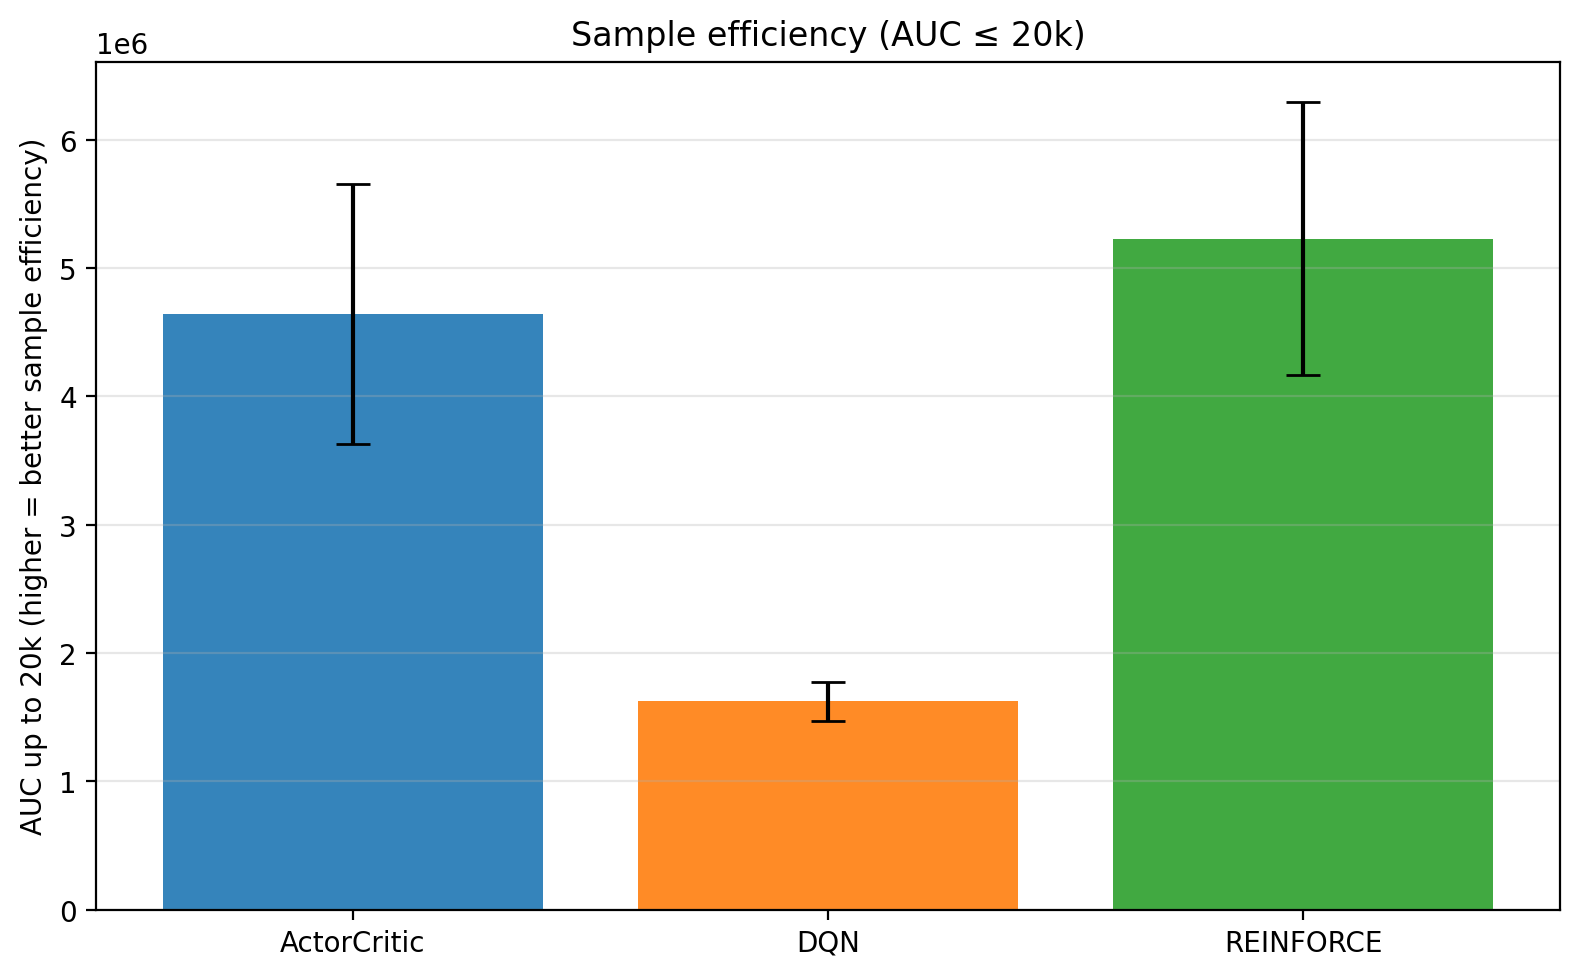 Sample efficiency (AUC ≤ 20k)
1e6
AUC up to 20k (higher = better sample efficiency)
6
5
4
3
2
1
0
ActorCritic
DQN
REINFORCE